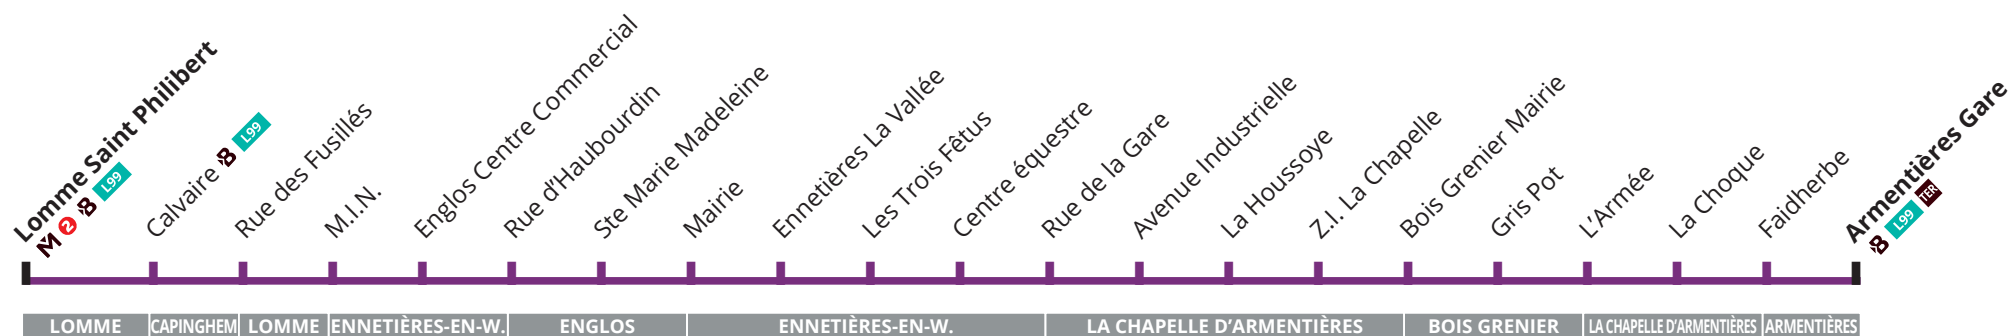 Lomme Saint Philibert
M 2 B L99
Calvaire B L99
Rue des Fusillés
M.I.N.
Englos Centre Commercial
Rue d'Haubourdin
Ste Marie Madeleine
Mairie
Ennetières La Vallée
Les Trois Fêtus
Centre équestre
Rue de la Gare
Avenue Industrielle
La Houssoye
Z.I. La Chapelle
Bois Grenier Mairie
Gris Pot
L'Armée
La Choque
Faidherbe
Armentières Gare
B L99 TER
LOMME
CAPINGHEM
LOMME
ENNETIÈRES-EN-W.
ENGLOS
ENNETIÈRES-EN-W.
LA CHAPELLE D'ARMENTIÈRES
BOIS GRENIER
LA CHAPELLE D'ARMENTIÈRES
ARMENTIÈRES